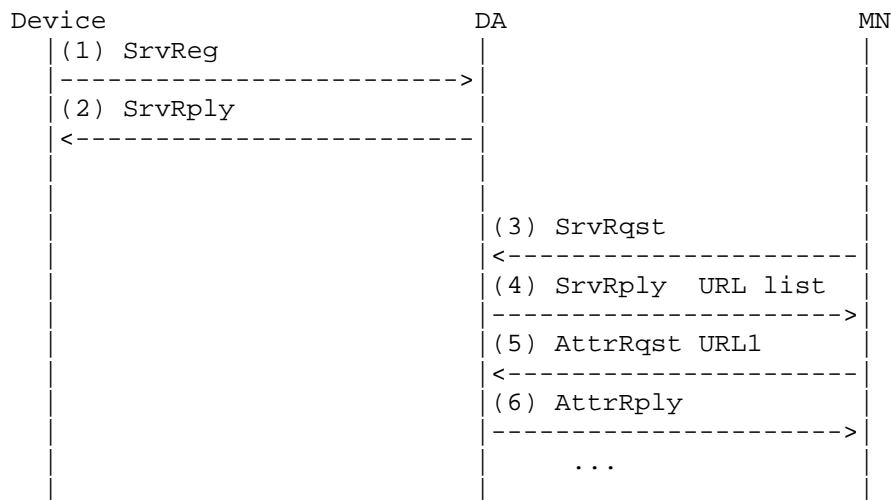 Device DA MN
(1) SrvReg
(2) SrvRply
(3) SrvRqst
(4) SrvRply URL list
(5) AttrRqst URL1
(6) AttrRply
...